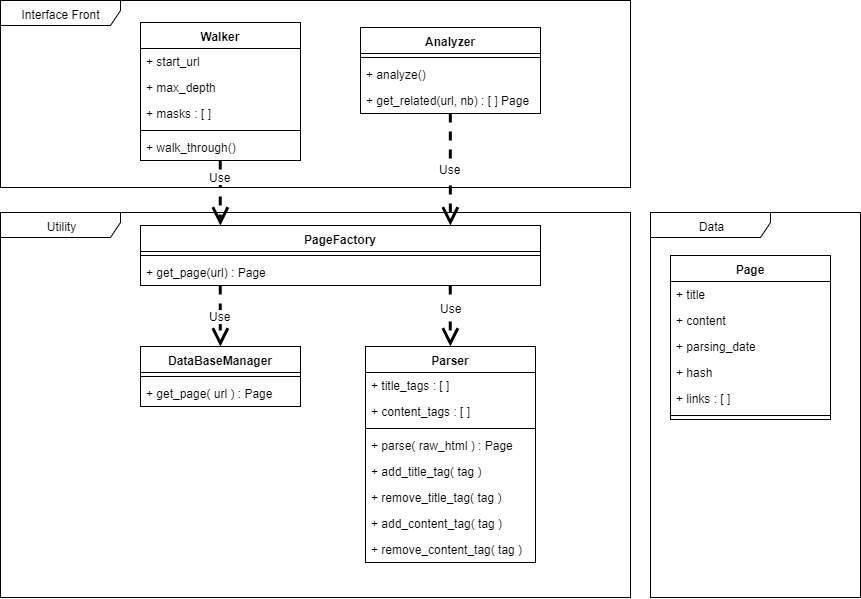 Interface Front
Walker
+ start_url
+ max_depth
+ masks : [ ]
+ walk_through()
Analyzer
+ analyze()
+ get_related(url, nb) : [ ] Page
Use
Use
Utility
PageFactory
+ get_page(url) : Page
Use
Use
DataBaseManager
+ get_page( url ) : Page
Parser
+ title_tags : [ ]
+ content_tags : [ ]
+ parse( raw_html ) : Page
+ add_title_tag( tag )
+ remove_title_tag( tag )
+ add_content_tag( tag )
+ remove_content_tag( tag )
Data
Page
+ title
+ content
+ parsing_date
+ hash
+ links : [ ]